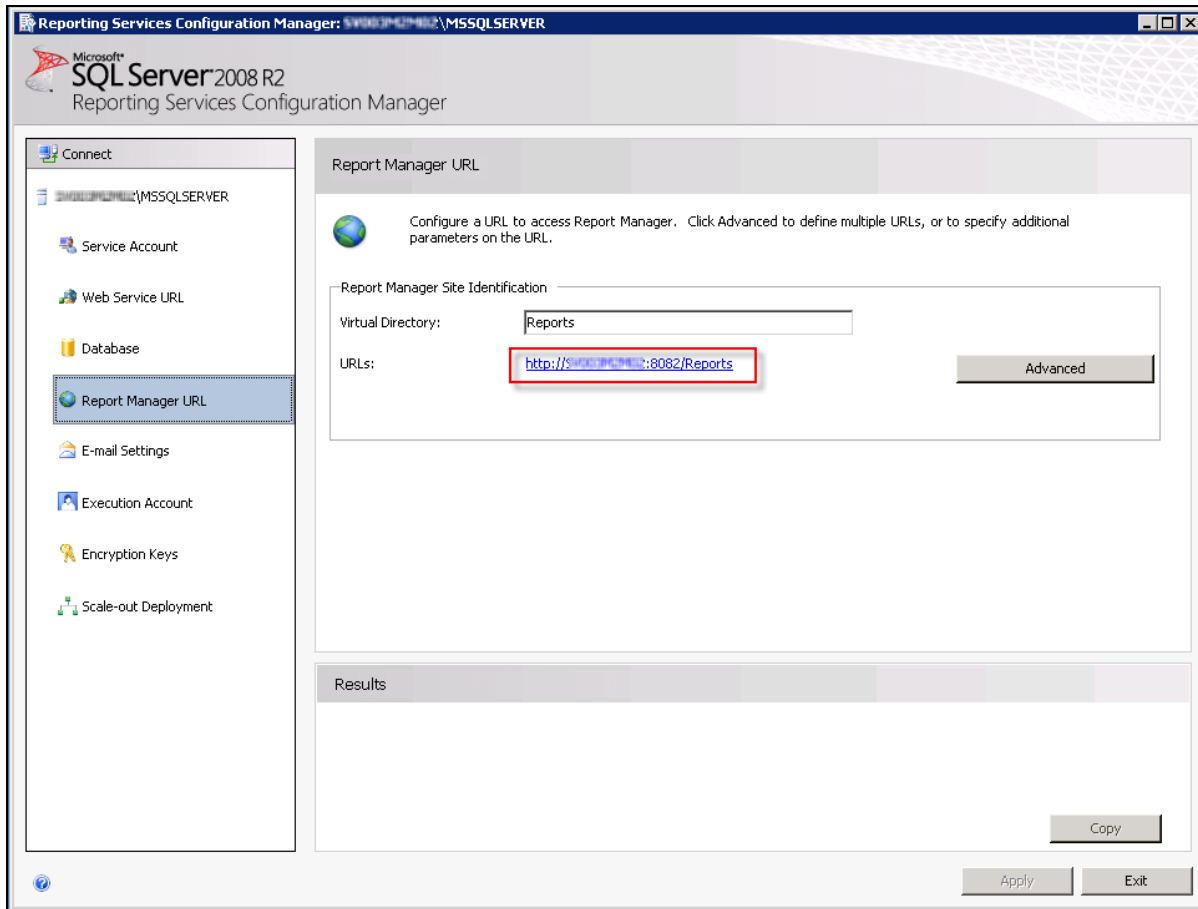 Reporting Services Configuration Manager: \MSSQLSERVER
Microsoft®
SQL Server® 2008 R2
Reporting Services Configuration Manager
Connect
\MSSQLSERVER
Service Account
Web Service URL
Database
Report Manager URL
E-mail Settings
Execution Account
Encryption Keys
Scale-out Deployment
Report Manager URL
Configure a URL to access Report Manager. Click Advanced to define multiple URLs, or to specify additional
parameters on the URL.
Report Manager Site Identification
Virtual Directory:
Reports
URLs:
http:// :8082/Reports
Advanced
Results
Copy
Apply
Exit